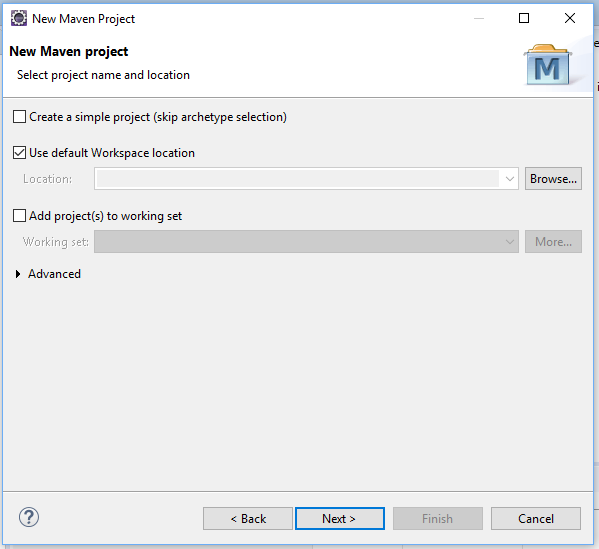 New Maven Project
New Maven project
Select project name and location
M
Create a simple project (skip archetype selection)
Use default Workspace location
Location:
Browse...
Add project(s) to working set
Working set:
More...
Advanced
?
< Back
Next >
Finish
Cancel